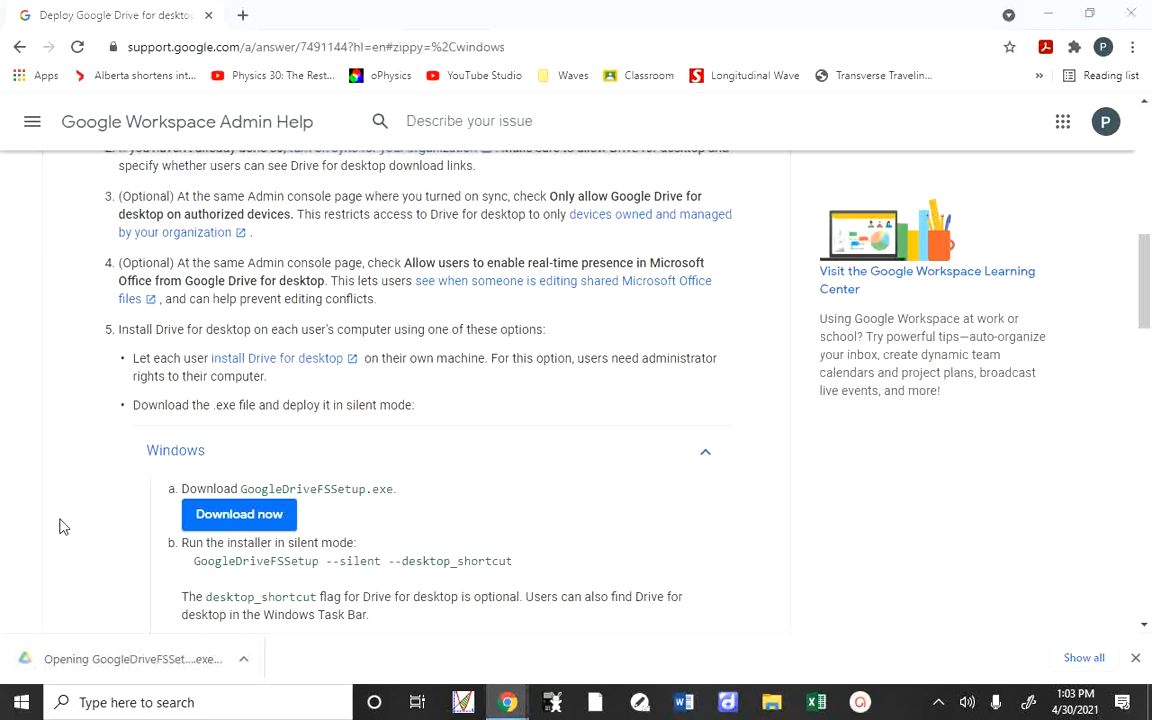 Deploy Google Drive for deskto
support.google.com/a/answer/7491144?hl=en#zippy=%2Cwindows
P
Apps
Alberta shortens int...
Physics 30: The Rest...
oPhysics
YouTube Studio
Waves
Classroom
Longitudinal Wave
Transverse Travelin...
»
Reading list
Google Workspace Admin Help
Describe your issue
P
specify whether users can see Drive for desktop download links.
3. (Optional) At the same Admin console page where you turned on sync, check Only allow Google Drive for
desktop on authorized devices. This restricts access to Drive for desktop to only devices owned and managed
by your organization .
4. (Optional) At the same Admin console page, check Allow users to enable real-time presence in Microsoft
Office from Google Drive for desktop. This lets users see when someone is editing shared Microsoft Office
files , and can help prevent editing conflicts.
5. Install Drive for desktop on each user's computer using one of these options:
• Let each user install Drive for desktop on their own machine. For this option, users need administrator
rights to their computer.
• Download the .exe file and deploy it in silent mode:
Windows
a. Download GoogleDriveFSSetup.exe.
Download now
b. Run the installer in silent mode:
GoogleDriveFSSetup --silent --desktop_shortcut
The desktop_shortcut flag for Drive for desktop is optional. Users can also find Drive for
desktop in the Windows Task Bar.
Visit the Google Workspace Learning
Center
Using Google Workspace at work or
school? Try powerful tips—auto-organize
your inbox, create dynamic team
calendars and project plans, broadcast
live events, and more!
Opening GoogleDriveFSSet....exe...
Show all
Type here to search
1:03 PM
4/30/2021